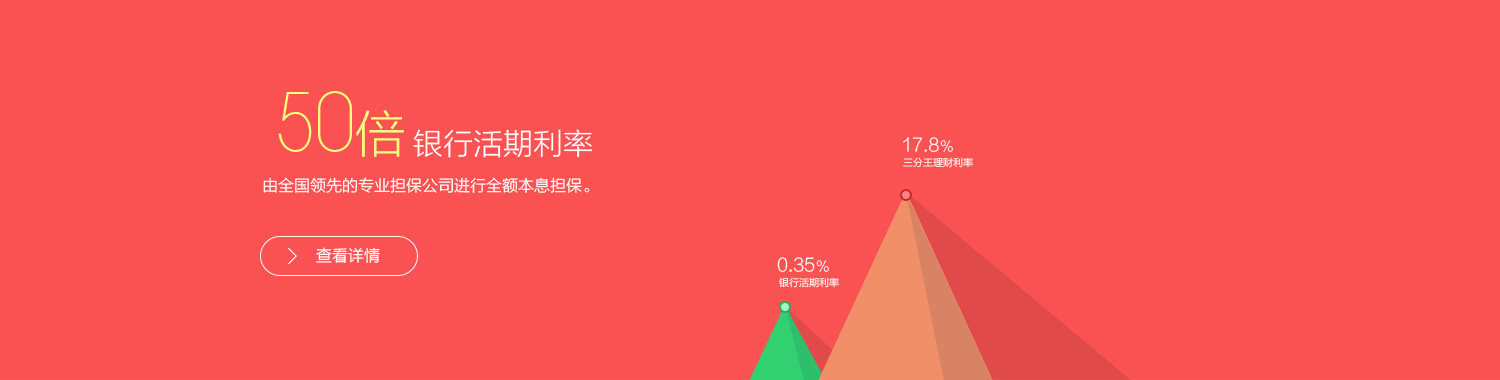 50倍 银行活期利率
由全国领先的专业担保公司进行全额本息担保。
查看详情
17.8%
三分王理财利率
0.35%
银行活期利率